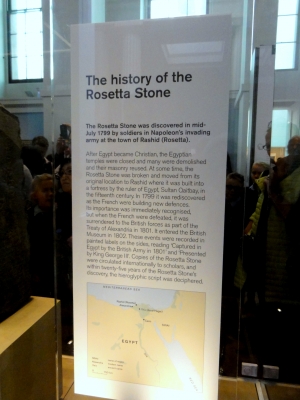 The history of the
Rosetta Stone
The Rosetta Stone was discovered in mid-
July 1799 by soldiers in Napoleon's invading
army at the town of Rashid (Rosetta).
After Egypt became Christian, the Egyptian
temples were closed and many were demolished
and their masonry reused. At some time, the
Rosetta Stone was broken and moved from its
original location to Rashid where it was built into
a fortress by the ruler of Egypt, Sultan Qaitbay, in
the fifteenth century. In 1799 it was rediscovered
as the French were building new defences.
Its importance was immediately recognised,
but when the French were defeated, it was
surrendered to the British forces as part of the
Treaty of Alexandria in 1801. It entered the British
Museum in 1802. These events were recorded in
painted labels on the sides, reading 'Captured in
Egypt by the British Army in 1801' and 'Presented
by King George III'. Copies of the Rosetta Stone
were circulated internationally to scholars, and
within twenty-five years of the Rosetta Stone's
discovery, the hieroglyphic script was deciphered.
EGYPT